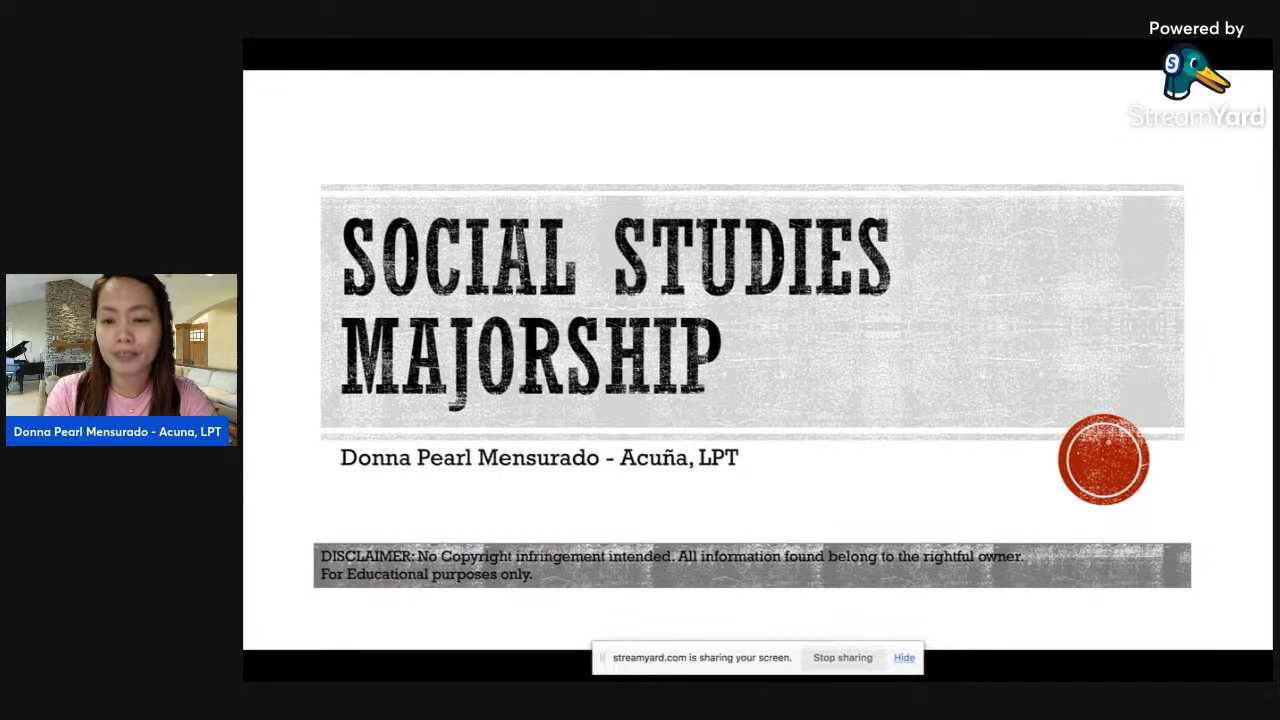 Powered by
S
StreamYard
SOCIAL STUDIES
MAJORSHIP
Donna Pearl Mensurado - Acuña, LPT
Donna Pearl Mensurado - Acuna, LPT
DISCLAIMER: No Copyright infringement intended. All information found belong to the rightful owner.
For Educational purposes only.
streamyard.com is sharing your screen. Stop sharing Hide